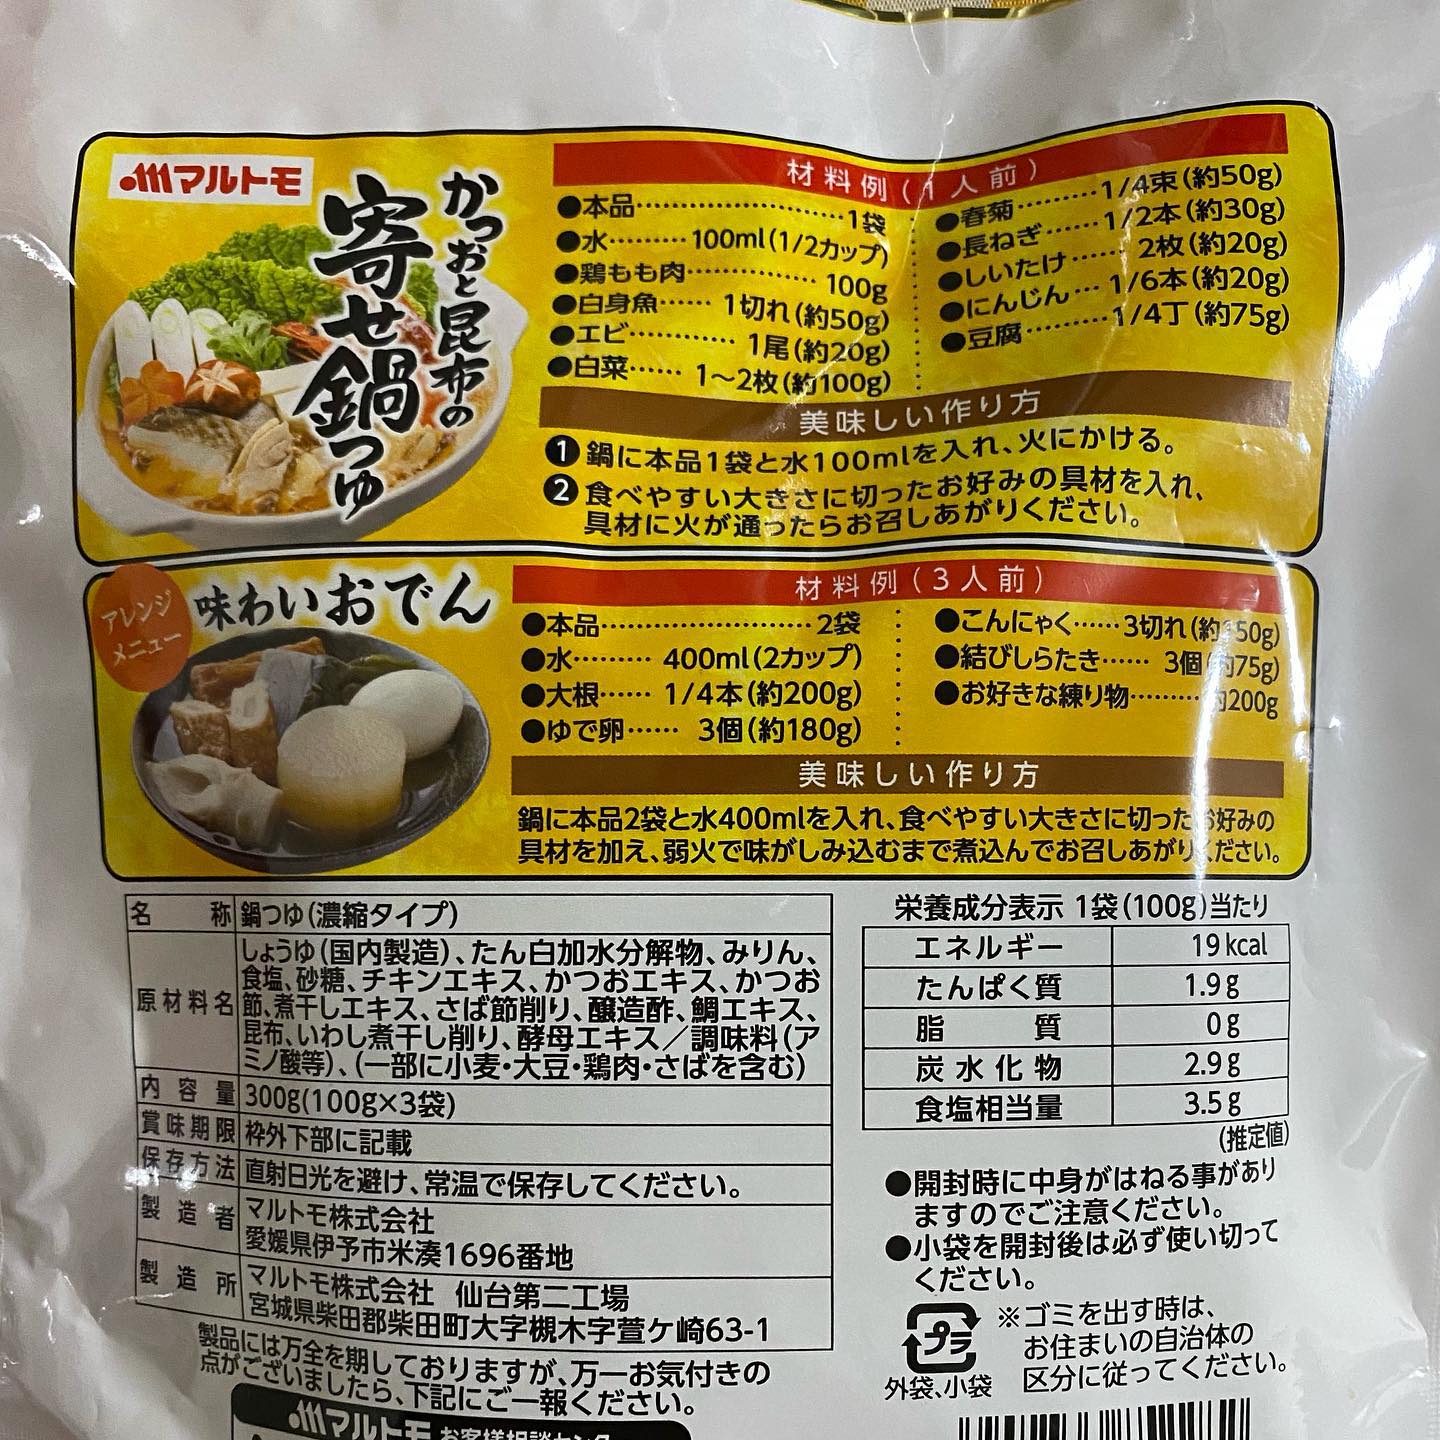 マルトモ
かつおと昆布の
寄せ鍋つゆ
材料例(1人前)
●本品……………………1袋
●水………100ml(1/2カップ)
●鶏もも肉……………100g
●白身魚……1切れ(約50g)
●エビ…………1尾(約20g)
●白菜……1〜2枚(約100g)
●春菊………1/4束(約50g)
●長ねぎ……1/2本(約30g)
●しいたけ……2枚(約20g)
●にんじん…1/6本(約20g)
●豆腐………1/4丁(約75g)
美味しい作り方
❶鍋に本品1袋と水100mlを入れ、火にかける。
❷食べやすい大きさに切ったお好みの具材を入れ、
具材に火が通ったらお召しあがりください。
アレンジ
メニュー
味わいおでん
材料例(3人前)
●本品……………………2袋
●水………400ml(2カップ)
●大根……1/4本(約200g)
●ゆで卵……3個(約180g)
●こんにゃく……3切れ(約50g)
●結びしらたき……3個(約75g)
●お好きな練り物………約200g
美味しい作り方
鍋に本品2袋と水400mlを入れ、食べやすい大きさに切ったお好みの
具材を加え、弱火で味がしみ込むまで煮込んでお召しあがりください。
名称 鍋つゆ(濃縮タイプ)
原材料名 しょうゆ(国内製造)、たん白加水分解物、みりん、
食塩、砂糖、チキンエキス、かつおエキス、かつお
節、煮干しエキス、さば節削り、醸造酢、鯛エキス、
昆布、いわし煮干し削り、酵母エキス/調味料(ア
ミノ酸等)、(一部に小麦・大豆・鶏肉・さばを含む)
内容量 300g(100g×3袋)
賞味期限 枠外下部に記載
保存方法 直射日光を避け、常温で保存してください。
製造者 マルトモ株式会社
愛媛県伊予市米湊1696番地
製造所 マルトモ株式会社 仙台第二工場
宮城県柴田郡柴田町大字槻木字萱ケ崎63-1
製品には万全を期しておりますが、万一お気付きの
点がございましたら、下記にご一報ください。
マルトモ お客様相談センター
栄養成分表示 1袋(100g)当たり
エネルギー 19kcal
たんぱく質 1.9g
脂質 0g
炭水化物 2.9g
食塩相当量 3.5g
(推定値)
●開封時に中身がはねる事があり
ますのでご注意ください。
●小袋を開封後は必ず使い切って
ください。
プラ
外袋、小袋
※ゴミを出す時は、
お住まいの自治体の
区分に従ってください。